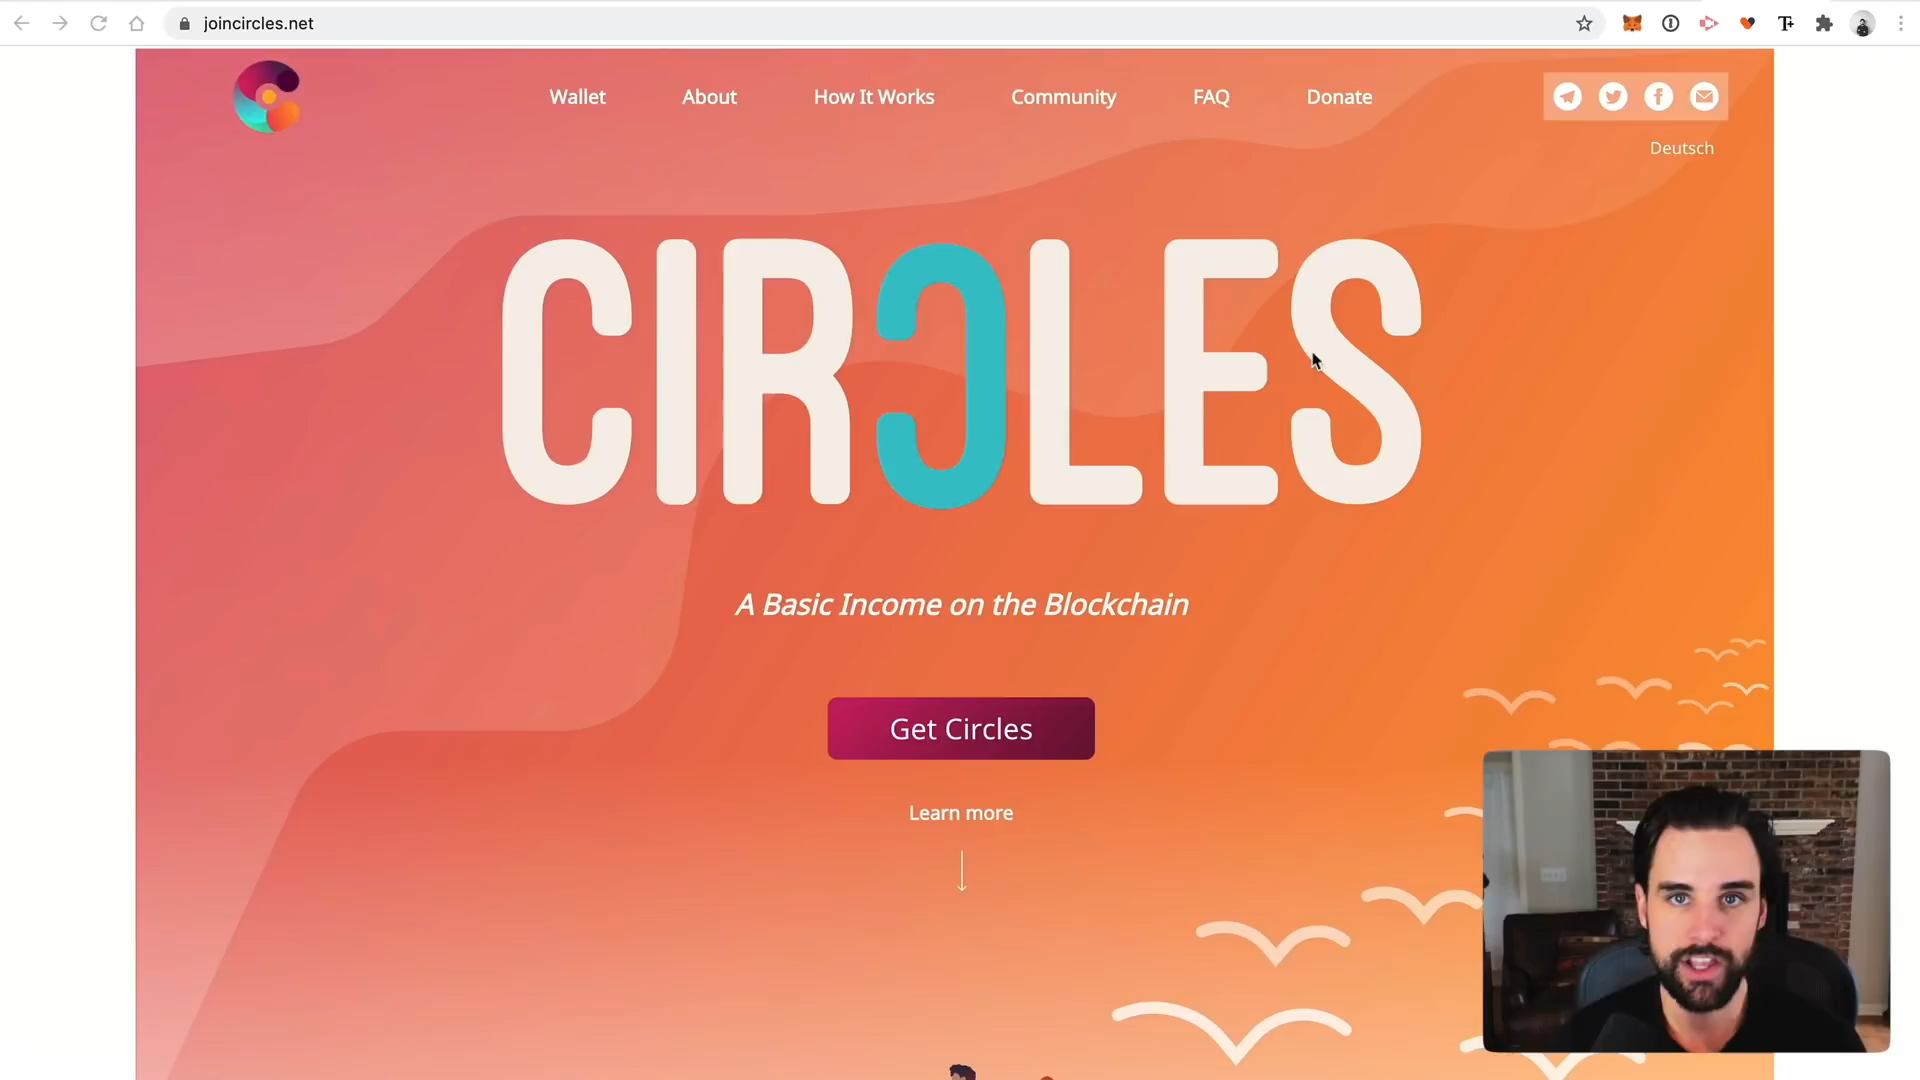 joincircles.net
Wallet
About
How It Works
Community
FAQ
Donate
Deutsch
CIRCLES
A Basic Income on the Blockchain
Get Circles
Learn more